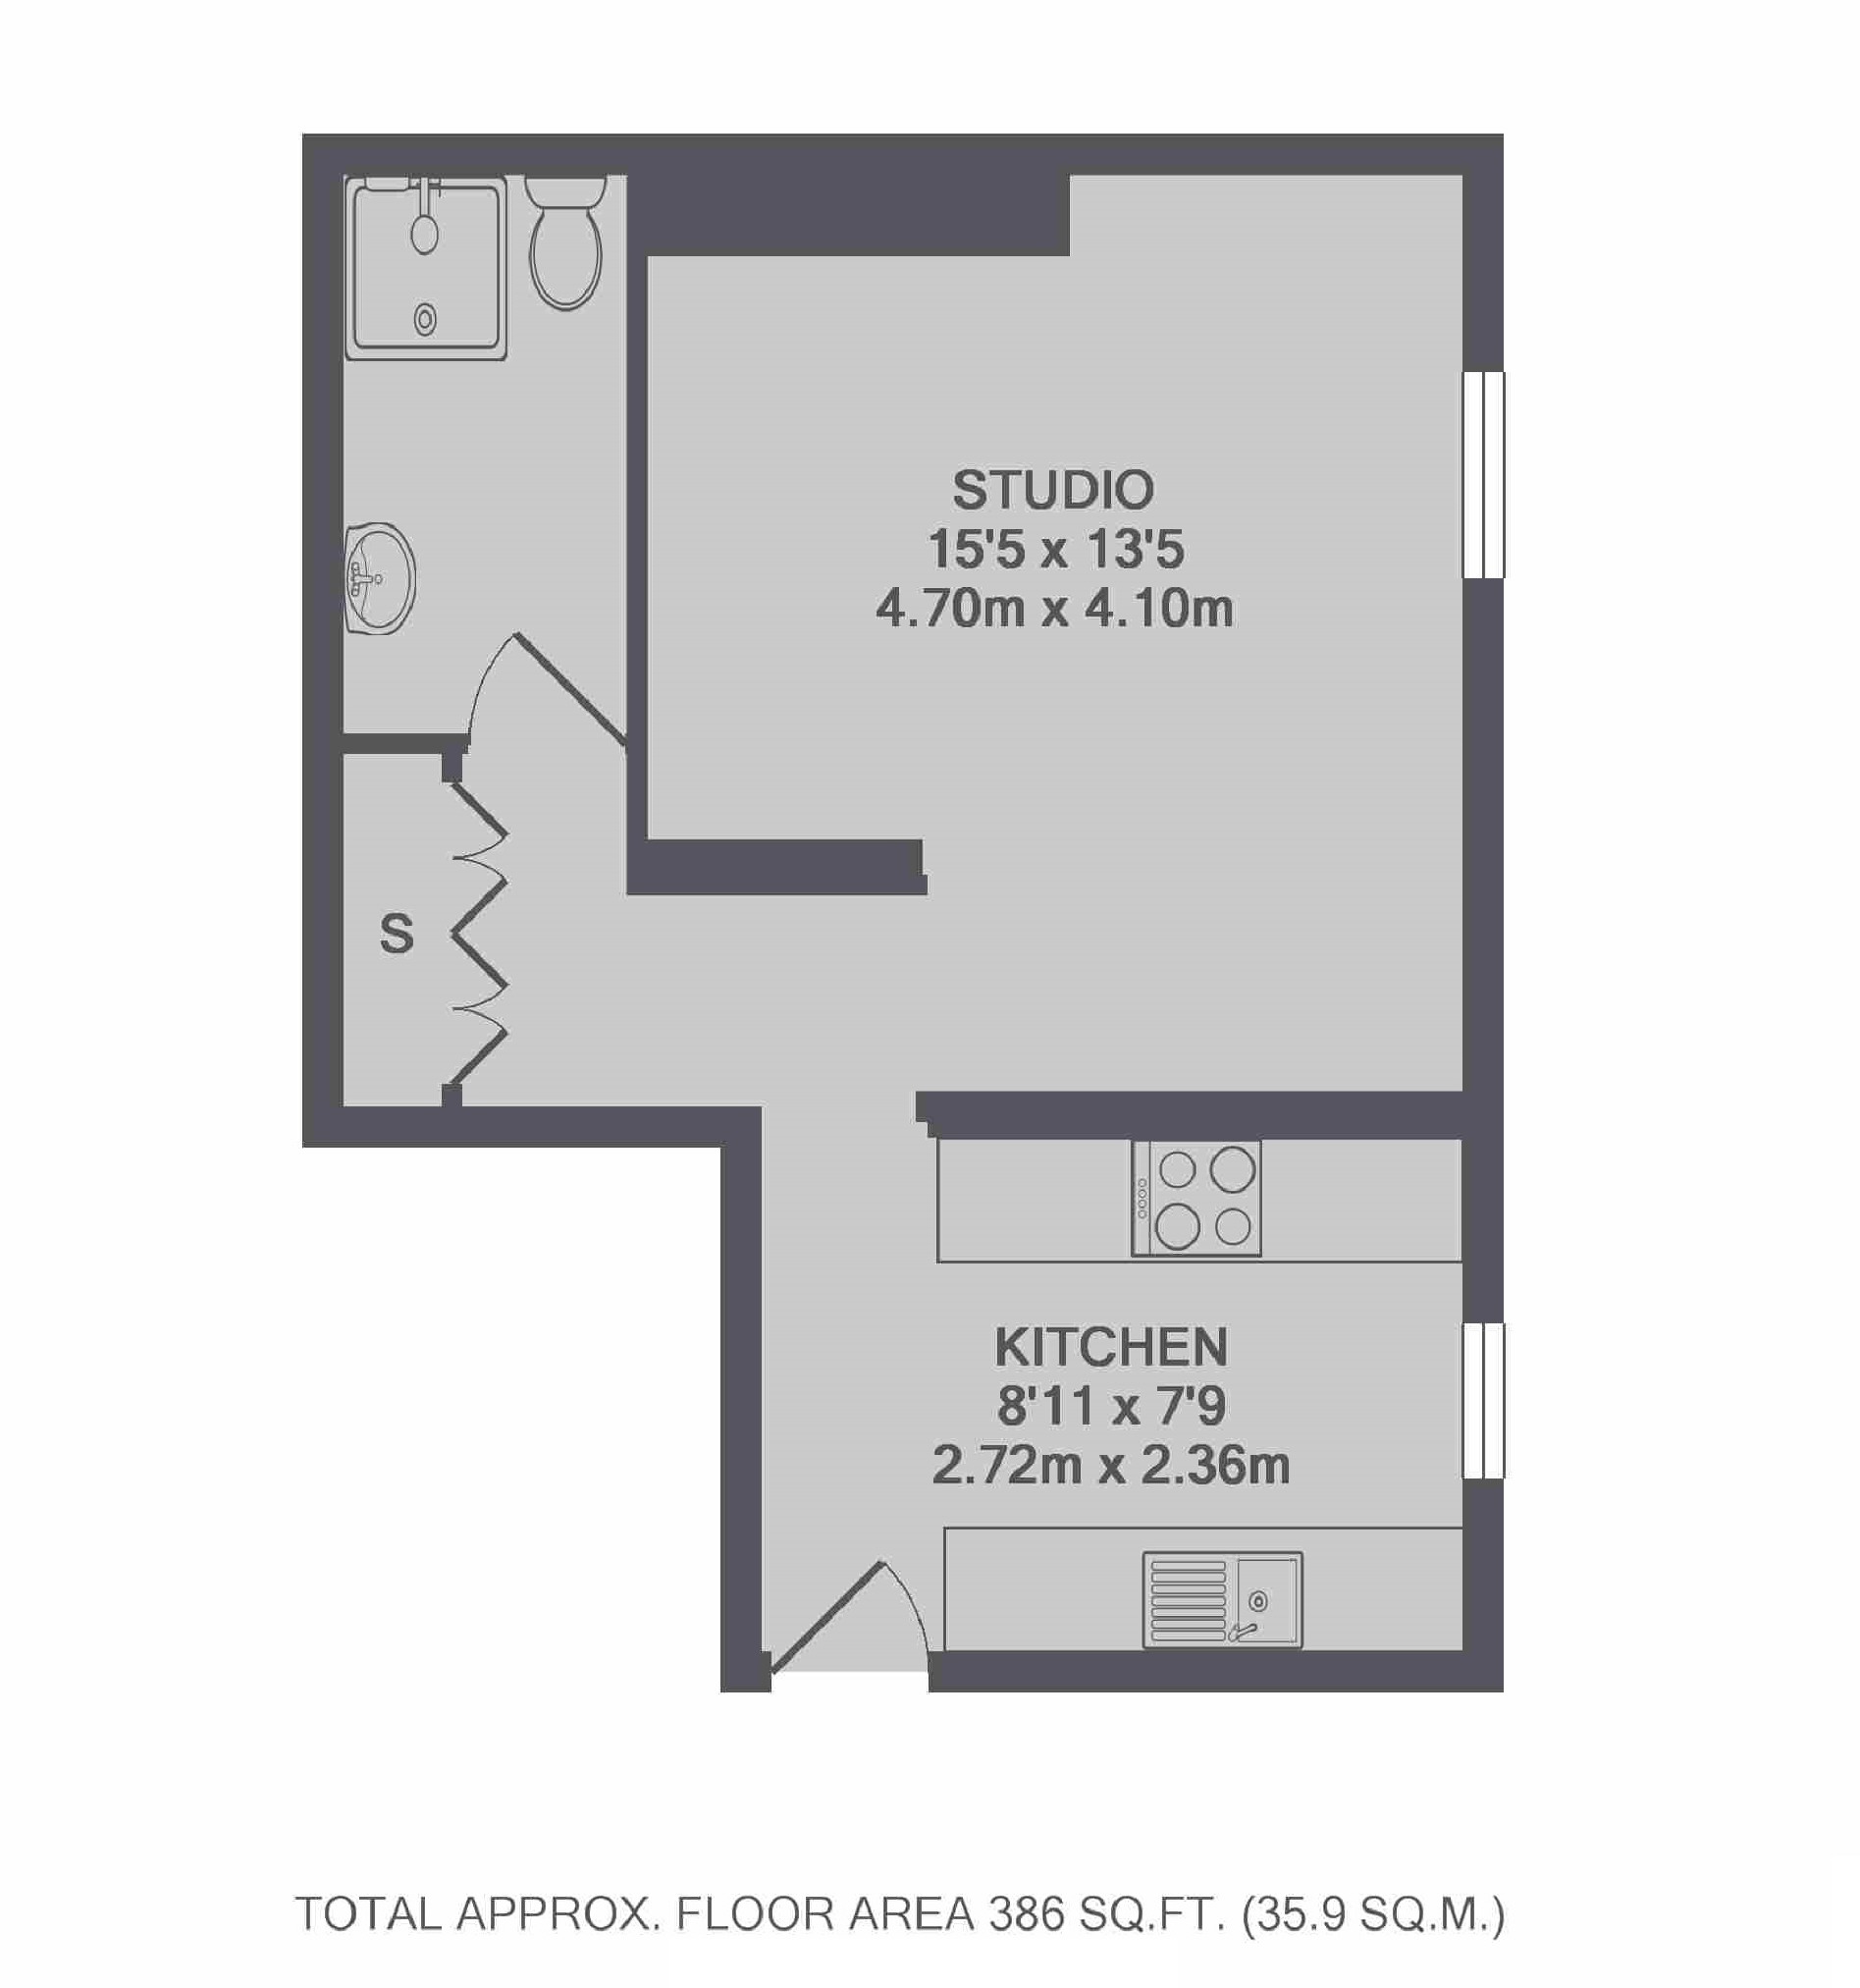 STUDIO
15'5 x 13'5
4.70m x 4.10m
S
KITCHEN
8'11 x 7'9
2.72m x 2.36m
TOTAL APPROX. FLOOR AREA 386 SQ.FT. (35.9 SQ.M.)